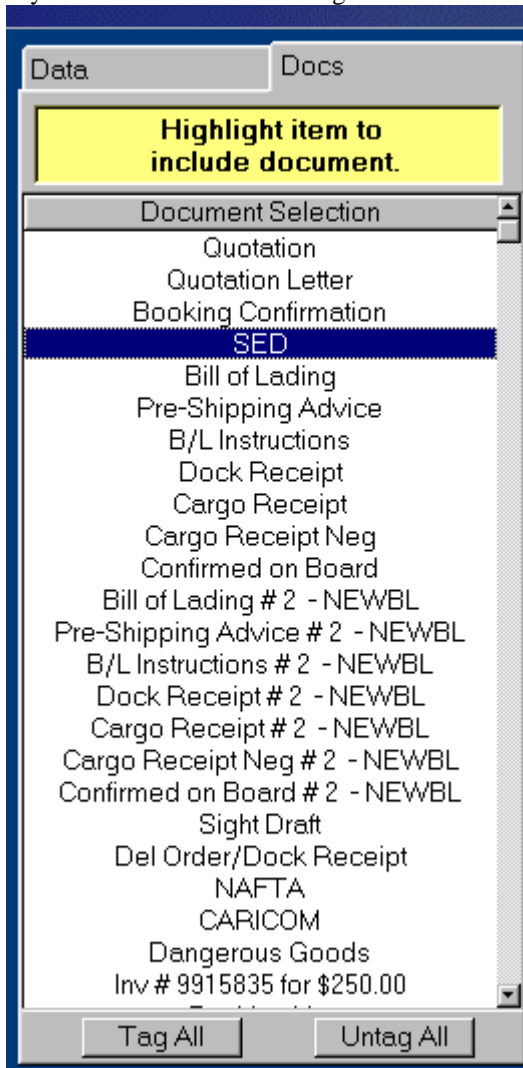 Data
Docs
Highlight item to
include document.
Document Selection
Quotation
Quotation Letter
Booking Confirmation
SED
Bill of Lading
Pre-Shipping Advice
B/L Instructions
Dock Receipt
Cargo Receipt
Cargo Receipt Neg
Confirmed on Board
Bill of Lading # 2 - NEWBL
Pre-Shipping Advice # 2 - NEWBL
B/L Instructions # 2 - NEWBL
Dock Receipt # 2 - NEWBL
Cargo Receipt # 2 - NEWBL
Cargo Receipt Neg # 2 - NEWBL
Confirmed on Board # 2 - NEWBL
Sight Draft
Del Order/Dock Receipt
NAFTA
CARICOM
Dangerous Goods
Inv # 9915835 for $250.00
Tag All
Untag All